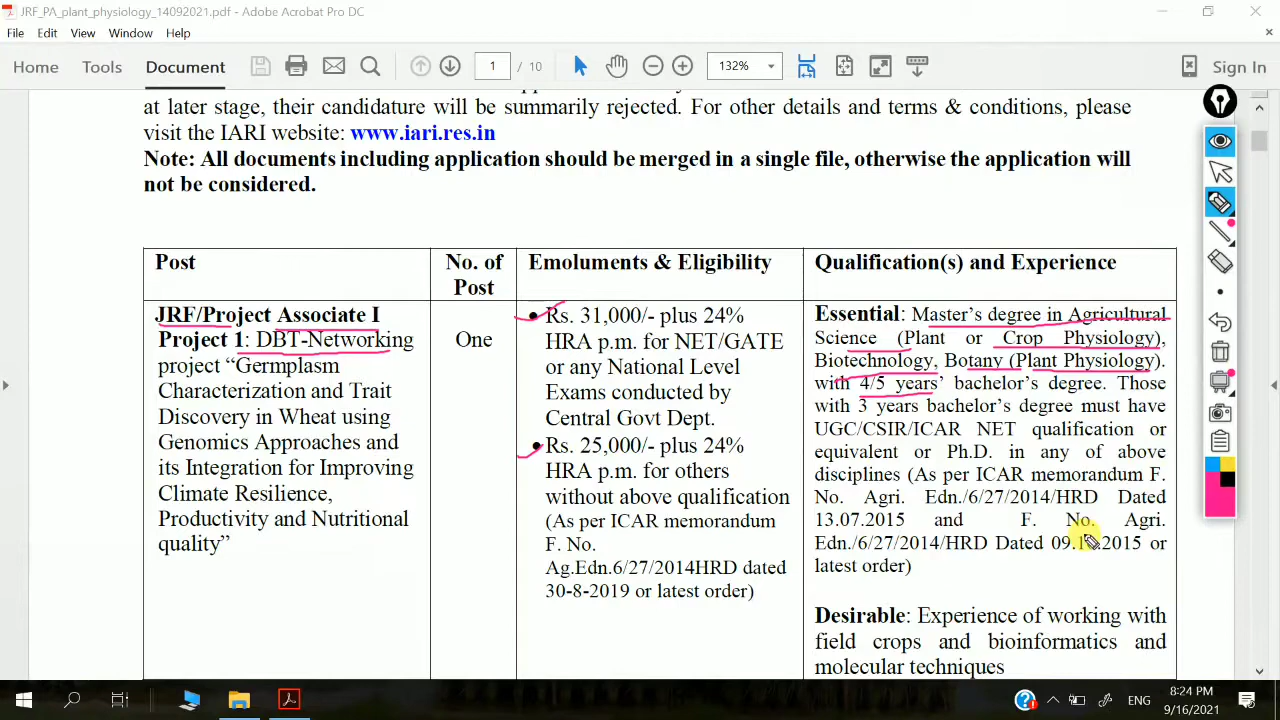 JRF_PA_plant_physiology_14092021.pdf - Adobe Acrobat Pro DC
File Edit View Window Help
Home Tools Document 1 / 10 132% Sign In
at later stage, their candidature will be summarily rejected. For other details and terms & conditions, please
visit the IARI website: www.iari.res.in
Note: All documents including application should be merged in a single file, otherwise the application will
not be considered.
Post
No. of
Post
Emoluments & Eligibility
Qualification(s) and Experience
JRF/Project Associate I
Project 1: DBT-Networking
project “Germplasm
Characterization and Trait
Discovery in Wheat using
Genomics Approaches and
its Integration for Improving
Climate Resilience,
Productivity and Nutritional
quality”
One
• Rs. 31,000/- plus 24%
HRA p.m. for NET/GATE
or any National Level
Exams conducted by
Central Govt Dept.
• Rs. 25,000/- plus 24%
HRA p.m. for others
without above qualification
(As per ICAR memorandum
F. No.
Ag.Edn.6/27/2014HRD dated
30-8-2019 or latest order)
Essential: Master’s degree in Agricultural
Science (Plant or Crop Physiology),
Biotechnology, Botany (Plant Physiology).
with 4/5 years’ bachelor’s degree. Those
with 3 years bachelor’s degree must have
UGC/CSIR/ICAR NET qualification or
equivalent or Ph.D. in any of above
disciplines (As per ICAR memorandum F.
No. Agri. Edn./6/27/2014/HRD Dated
13.07.2015 and F. No. Agri.
Edn./6/27/2014/HRD Dated or
latest order)
Desirable: Experience of working with
field crops and bioinformatics and
molecular techniques
ENG
8:24 PM
9/16/2021